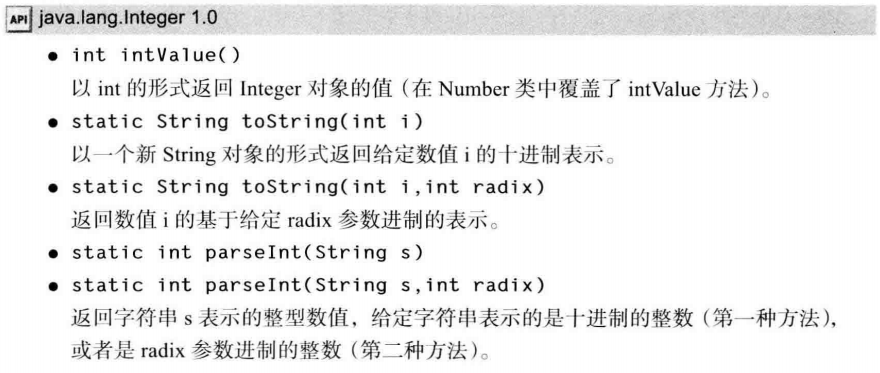 API java.lang.Integer 1.0
• int intValue()
以 int 的形式返回 Integer 对象的值（在 Number 类中覆盖了 intValue 方法）。
• static String toString(int i)
以一个新 String 对象的形式返回给定数值 i 的十进制表示。
• static String toString(int i,int radix)
返回数值 i 的基于给定 radix 参数进制的表示。
• static int parseInt(String s)
• static int parseInt(String s,int radix)
返回字符串 s 表示的整型数值，给定字符串表示的是十进制的整数（第一种方法），
或者是 radix 参数进制的整数（第二种方法）。